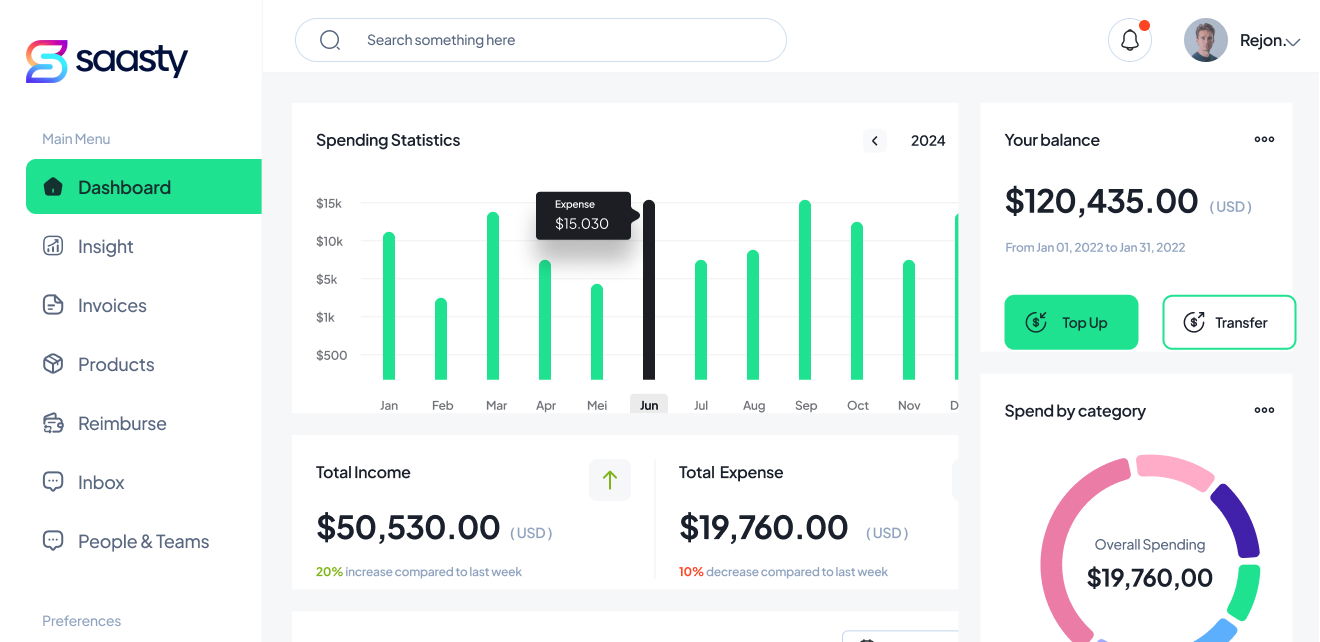 saasty
Search something here
Rejon.
Main Menu
Dashboard
Insight
Invoices
Products
Reimburse
Inbox
People & Teams
Preferences
Spending Statistics
2024
$15k
$10k
$5k
$1k
$500
Expense
$15.030
Jan Feb Mar Apr Mei Jun Jul Aug Sep Oct Nov D
Total Income
$50,530.00 (USD)
20% increase compared to last week
Total Expense
$19,760.00 (USD)
10% decrease compared to last week
Your balance
$120,435.00 (USD)
From Jan 01, 2022 to Jan 31, 2022
Top Up
Transfer
Spend by category
Overall Spending
$19,760,00